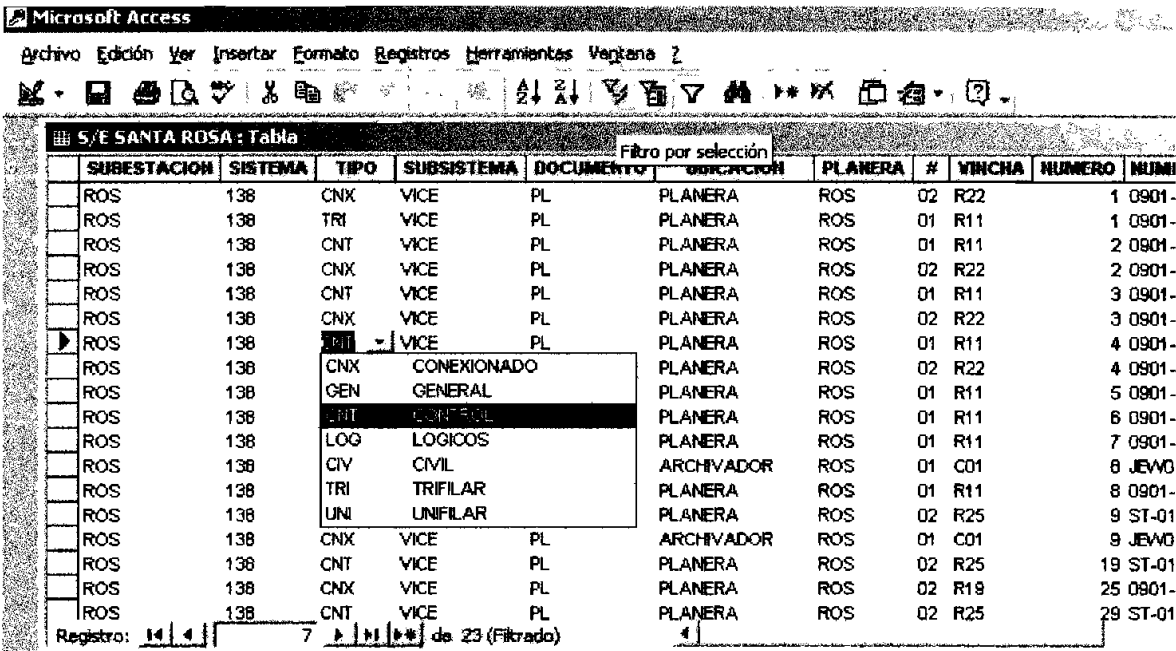 Microsoft Access
Archivo Edición Ver Insertar Formato Registros Herramientas Ventana ?
S/E SANTA ROSA : Tabla
Filtro por selección
SUBESTACION SISTEMA TIPO SUBSISTEMA DOCUMENTO UBICACION PLANERA # VINCHA NUMERO NUM
ROS 138 CNX VICE PL PLANERA ROS 02 R22 1 0901-
ROS 138 TRI VICE PL PLANERA ROS 01 R11 1 0901-
ROS 138 CNT VICE PL PLANERA ROS 01 R11 2 0901-
ROS 138 CNX VICE PL PLANERA ROS 02 R22 2 0901-
ROS 138 CNT VICE PL PLANERA ROS 01 R11 3 0901-
ROS 138 CNX VICE PL PLANERA ROS 02 R22 3 0901-
ROS 138 CNT VICE PL PLANERA ROS 01 R11 4 0901-
ROS 138 CNX CONEXIONADO PLANERA ROS 02 R22 4 0901-
ROS 138 GEN GENERAL PLANERA ROS 01 R11 5 0901-
ROS 138 CNT CONTROL PLANERA ROS 01 R11 6 0901-
ROS 138 LOG LOGICOS PLANERA ROS 01 R11 7 0901-
ROS 138 CIV CIVIL ARCHIVADOR ROS 01 C01 8 JEW0
ROS 138 TRI TRIFILAR PLANERA ROS 01 R11 8 0901-
ROS 138 UNI UNIFILAR PLANERA ROS 02 R25 9 ST-01
ROS 138 CNX VICE PL ARCHIVADOR ROS 01 C01 9 JEW0
ROS 138 CNT VICE PL PLANERA ROS 02 R25 19 ST-01
ROS 138 CNX VICE PL PLANERA ROS 02 R19 25 0901-
ROS 138 CNT VICE PL PLANERA ROS 02 R25 29 ST-01
Registro: 7 de 23 (Filtrado)